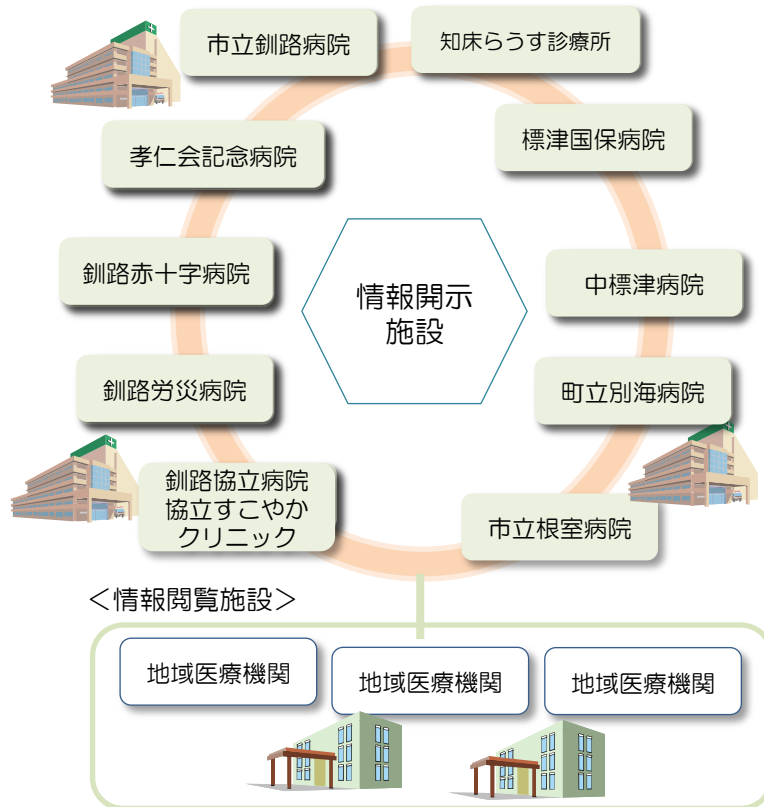 市立釧路病院
知床らうす診療所
孝仁会記念病院
標津国保病院
釧路赤十字病院
情報開示
施設
中標津病院
釧路労災病院
町立別海病院
釧路協立病院
協立すこやか
クリニック
市立根室病院
＜情報閲覧施設＞
地域医療機関
地域医療機関
地域医療機関